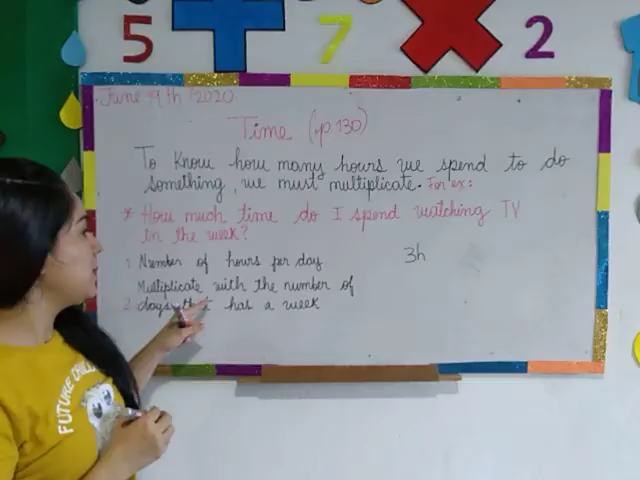 5 7 2
June 9th /2020
Time (p.130)
To know how many hours we spend to do
something, we must multiplicate. For ex:
* How much time do I spend watching TV
in the week?
1 Number of hours per day
3h
Multiplicate with the number of
2 days that has a week
FUTURE